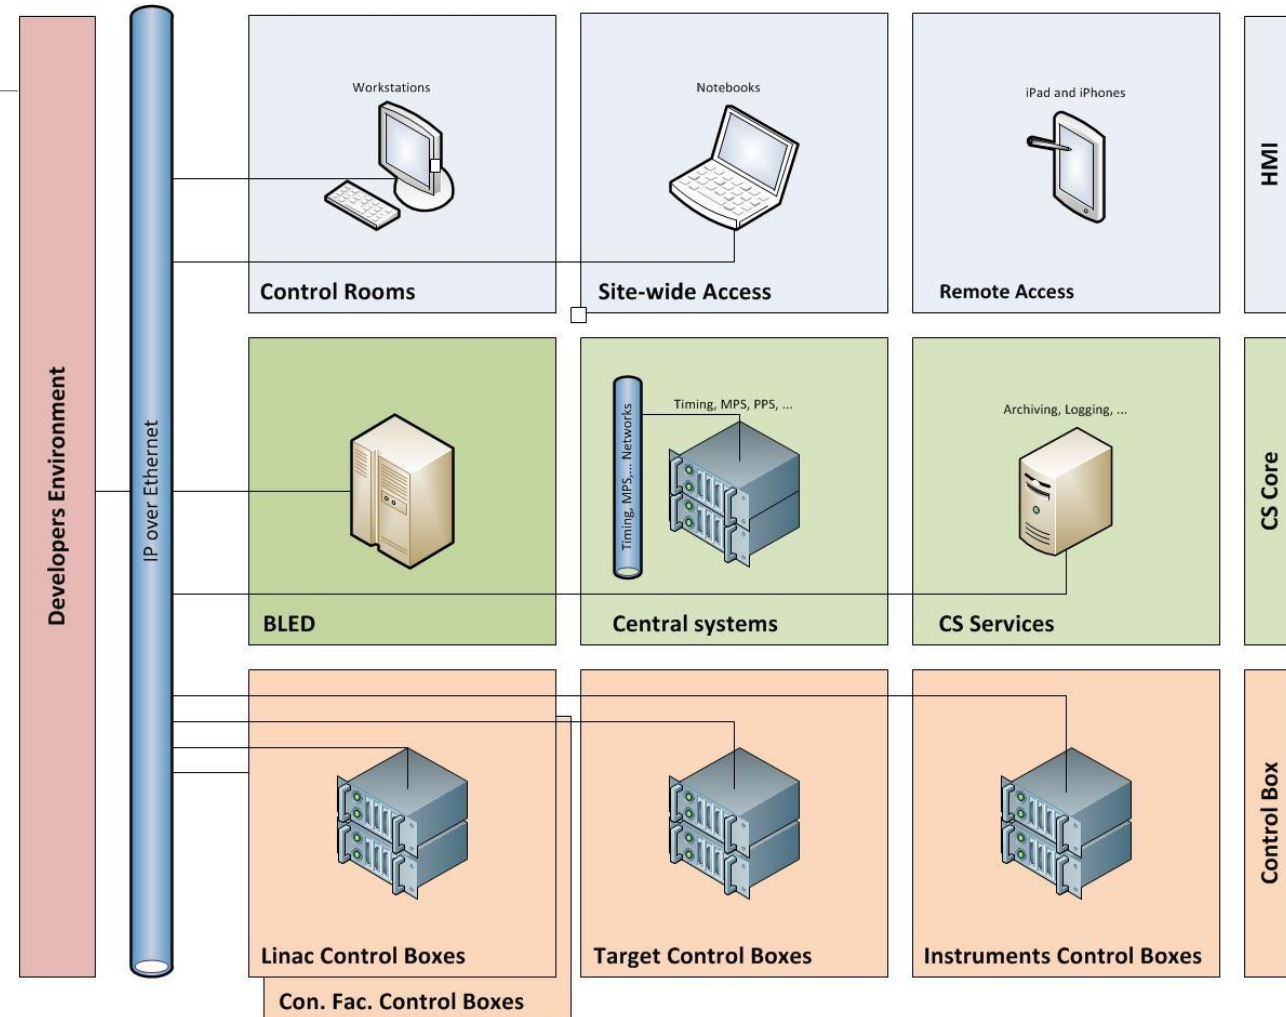 Developers Environment
IP over Ethernet
Workstations
Control Rooms
Notebooks
Site-wide Access
iPad and iPhones
Remote Access
HMI
BLED
Timing, MPS,... Networks
Timing, MPS, PPS, ...
Central systems
Archiving, Logging, ...
CS Services
CS Core
Linac Control Boxes
Con. Fac. Control Boxes
Target Control Boxes
Instruments Control Boxes
Control Box